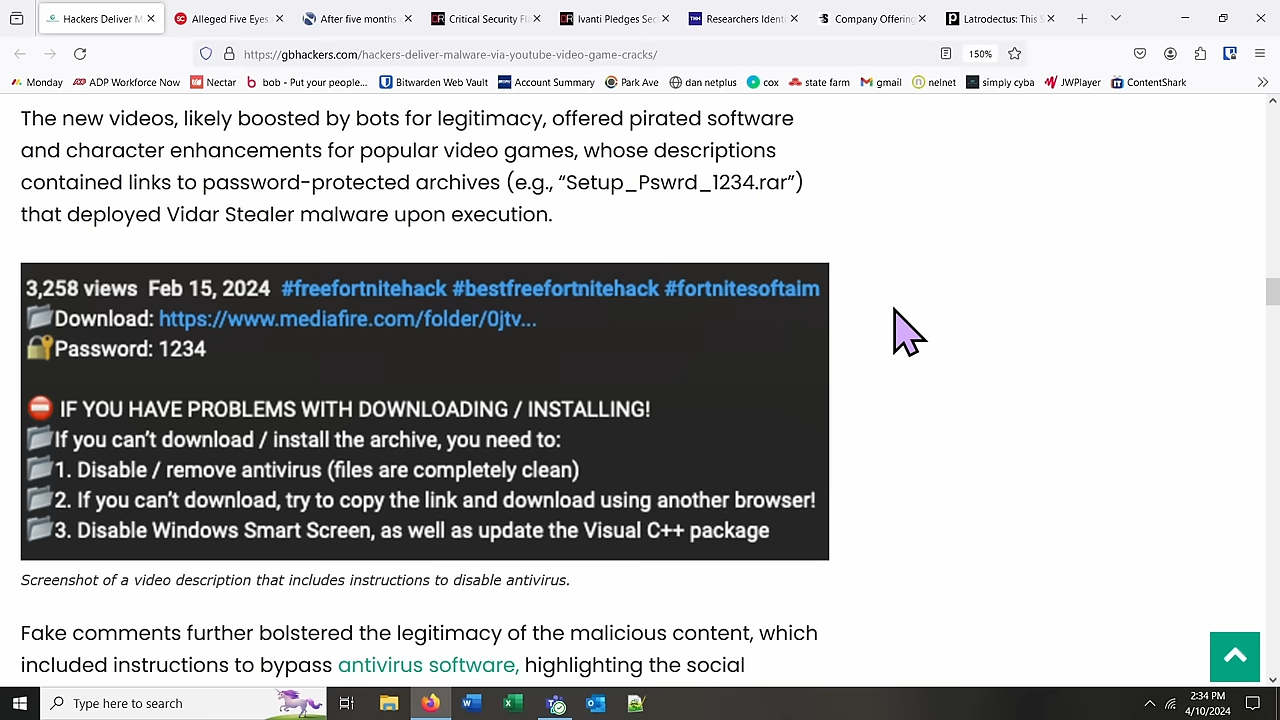 Hackers Deliver M
Alleged Five Eyes
After five months
Critical Security Fl
Ivanti Pledges Sec
Researchers Ident
Company Offering
Latrodectus: This S
https://gbhackers.com/hackers-deliver-malware-via-youtube-video-game-cracks/
150%
Monday
ADP Workforce Now
Nectar
bob - Put your people...
Bitwarden Web Vault
Account Summary
Park Ave
dan netplus
cox
state farm
gmail
nelnet
simply cyba
JWPlayer
ContentShark
The new videos, likely boosted by bots for legitimacy, offered pirated software
and character enhancements for popular video games, whose descriptions
contained links to password-protected archives (e.g., “Setup_Pswrd_1234.rar”)
that deployed Vidar Stealer malware upon execution.
3,258 views Feb 15, 2024 #freefortnitehack #bestfreefortnitehack #fortnitesoftaim
Download: https://www.mediafire.com/folder/0jtv...
Password: 1234
IF YOU HAVE PROBLEMS WITH DOWNLOADING / INSTALLING!
If you can’t download / install the archive, you need to:
1. Disable / remove antivirus (files are completely clean)
2. If you can’t download, try to copy the link and download using another browser!
3. Disable Windows Smart Screen, as well as update the Visual C++ package
Screenshot of a video description that includes instructions to disable antivirus.
Fake comments further bolstered the legitimacy of the malicious content, which
included instructions to bypass antivirus software, highlighting the social
Type here to search
2:34 PM
4/10/2024